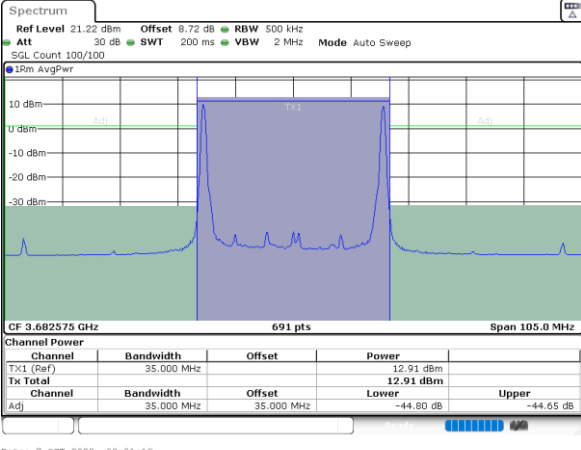 Spectrum
Ref Level 21.22 dBm Offset 8.72 dB RBW 500 kHz
Att 30 dB SWT 200 ms VBW 2 MHz Mode Auto Sweep
SGL Count 100/100
1Rm AvgPwr
10 dBm
TX1
Adj Adj
0 dBm
-10 dBm
-20 dBm
-30 dBm
CF 3.682575 GHz 691 pts Span 105.0 MHz
Channel Power
Channel Bandwidth Offset Power
TX1 (Ref) 35.000 MHz 12.91 dBm
Tx Total 12.91 dBm
Channel Bandwidth Offset Lower Upper
Adj 35.000 MHz 35.000 MHz -44.80 dB -44.65 dB
Ready